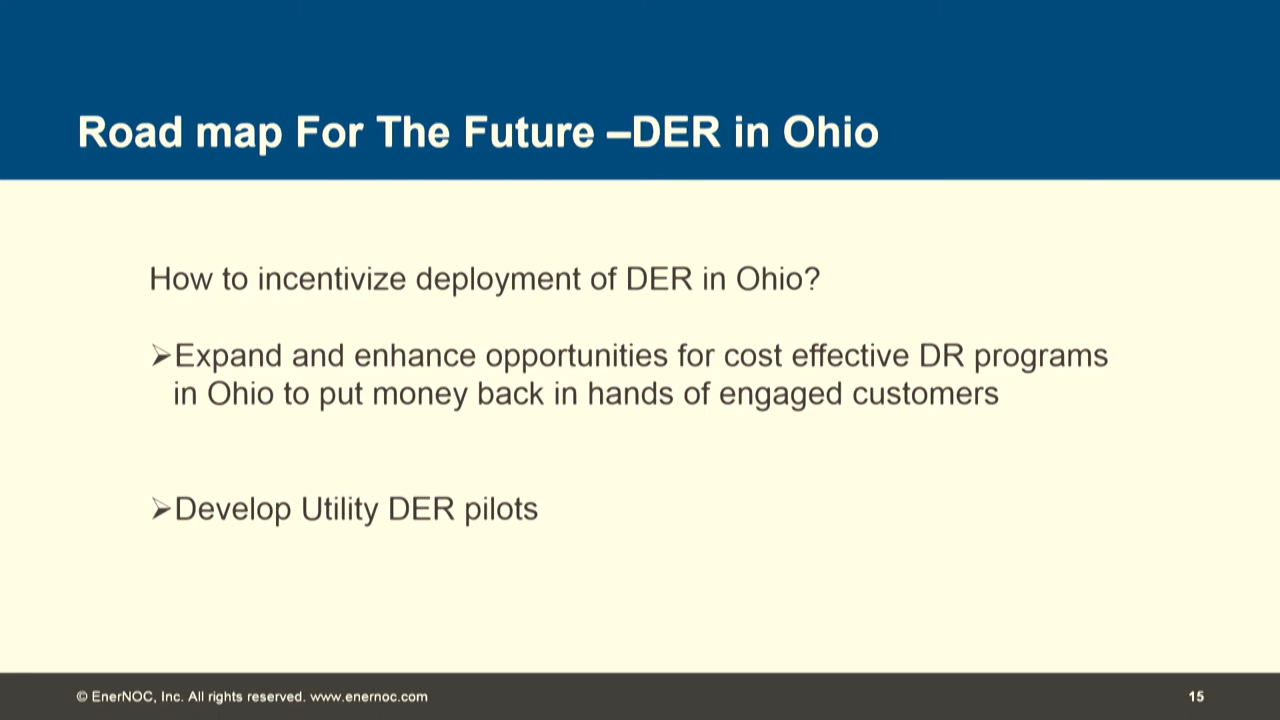 Road map For The Future –DER in Ohio
How to incentivize deployment of DER in Ohio?
➢Expand and enhance opportunities for cost effective DR programs
in Ohio to put money back in hands of engaged customers
➢Develop Utility DER pilots
© EnerNOC, Inc. All rights reserved. www.enernoc.com
15